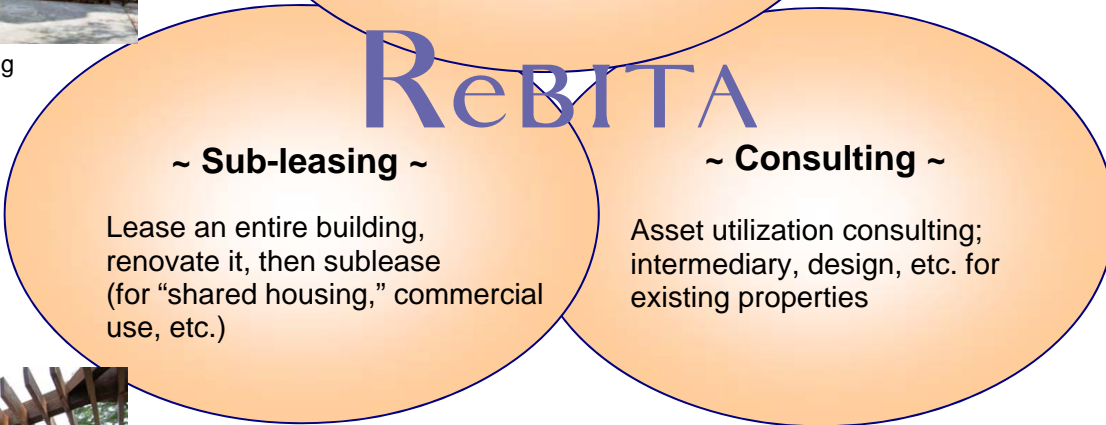 g
ReBITA
~ Sub-leasing ~
Lease an entire building,
renovate it, then sublease
(for “shared housing,” commercial
use, etc.)
~ Consulting ~
Asset utilization consulting;
intermediary, design, etc. for
existing properties